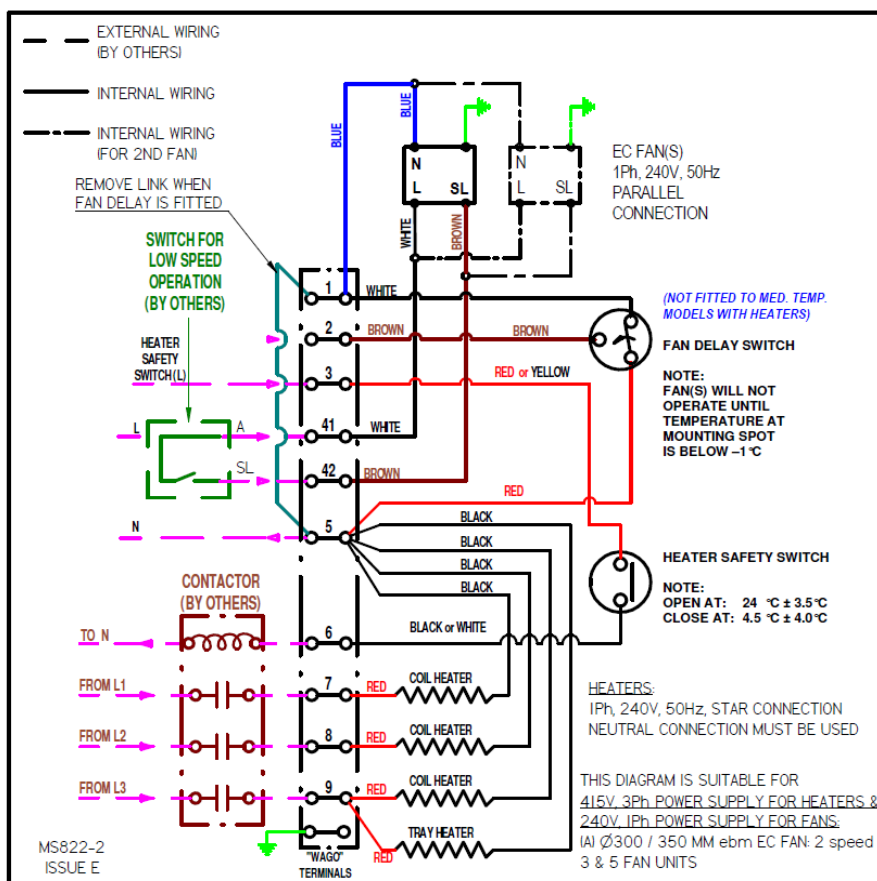 EXTERNAL WIRING
(BY OTHERS)
INTERNAL WIRING
INTERNAL WIRING
(FOR 2ND FAN)
REMOVE LINK WHEN
FAN DELAY IS FITTED
BLUE
BLUE
N
L
SL
N
L
SL
EC FAN(S)
1Ph, 240V, 50Hz
PARALLEL
CONNECTION
WHITE
BROWN
SWITCH FOR
LOW SPEED
OPERATION
(BY OTHERS)
HEATER
SAFETY
SWITCH(L)
1
WHITE
2
BROWN
BROWN
3
RED or YELLOW
L
A
41
WHITE
SL
42
BROWN
RED
N
5
BLACK
BLACK
BLACK
BLACK
(NOT FITTED TO MED. TEMP.
MODELS WITH HEATERS)
FAN DELAY SWITCH
NOTE:
FAN(S) WILL NOT
OPERATE UNTIL
TEMPERATURE AT
MOUNTING SPOT
IS BELOW –1 °C
HEATER SAFETY SWITCH
NOTE:
OPEN AT: 24 °C ± 3.5°C
CLOSE AT: 4.5 °C ± 4.0°C
CONTACTOR
(BY OTHERS)
TO N
6
BLACK or WHITE
FROM L1
7
RED
COIL HEATER
FROM L2
8
RED
COIL HEATER
FROM L3
9
RED
COIL HEATER
RED
TRAY HEATER
"WAGO"
TERMINALS
HEATERS:
1Ph, 240V, 50Hz, STAR CONNECTION
NEUTRAL CONNECTION MUST BE USED
THIS DIAGRAM IS SUITABLE FOR
415V, 3Ph POWER SUPPLY FOR HEATERS &
240V, 1Ph POWER SUPPLY FOR FANS:
(A) Ø300 / 350 MM ebm EC FAN: 2 speed
3 & 5 FAN UNITS
MS822-2
ISSUE E